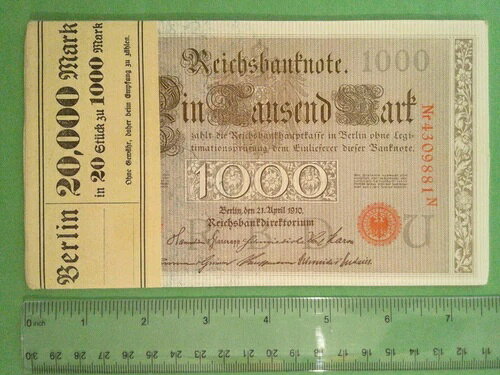 Berlin 20,000 Mark
in 20 Stück zu 1000 Mark
Ohne Gewähr, daher beim Empfang zu zählen.
Reichsbanknote. 1000
Ein Tausend Mark
zahlt die Reichsbankhauptkasse in Berlin ohne Legi-
timationsprüfung dem Einlieferer dieser Banknote.
1000
Berlin, den 21. April 1910.
Reichsbankdirektorium
Nr 4309881 N
U
0 inch 1 2 3 4 5 6 7
30 29 28 27 26 25 24 23 22 21 20 19 18 17 16 15 14 13 12 11